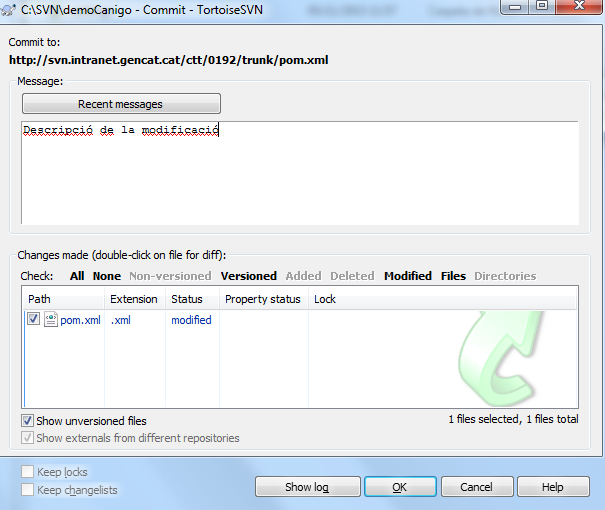 C:\SVN\demoCanigo - Commit - TortoiseSVN
Commit to:
http://svn.intranet.gencat.cat/ctt/0192/trunk/pom.xml
Message:
Recent messages
Descripció de la modificació
Changes made (double-click on file for diff):
Check: All None Non-versioned Versioned Added Deleted Modified Files Directories
Path Extension Status Property status Lock
pom.xml .xml modified
Show unversioned files 1 files selected, 1 files total
Show externals from different repositories
Keep locks
Keep changelists
Show log OK Cancel Help